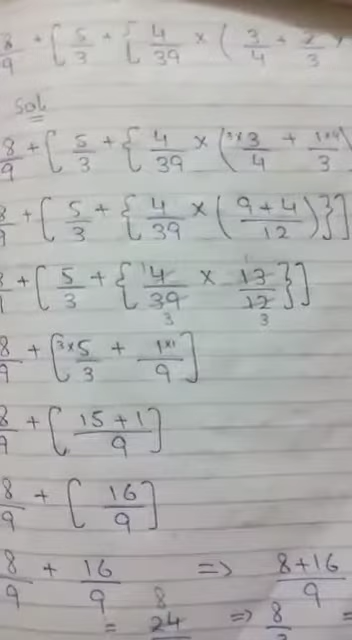 8/9 + [ 5/3 + { 4/39 × ( 3/4 + 1/3
Sol
8/9 + [ 5/3 + { 4/39 × ( 3×3/4 + 1×4/3
8/9 + [ 5/3 + { 4/39 × ( 9+4/12 ) } ]
8/9 + [ 5/3 + { 4/39 × 13/12 } ]
8/9 + [ 3×5/3 + 1×1/9 ]
8/9 + [ 15+1/9 ]
8/9 + [ 16/9 ]
8/9 + 16/9 => 8+16/9
= 24 => 8 =